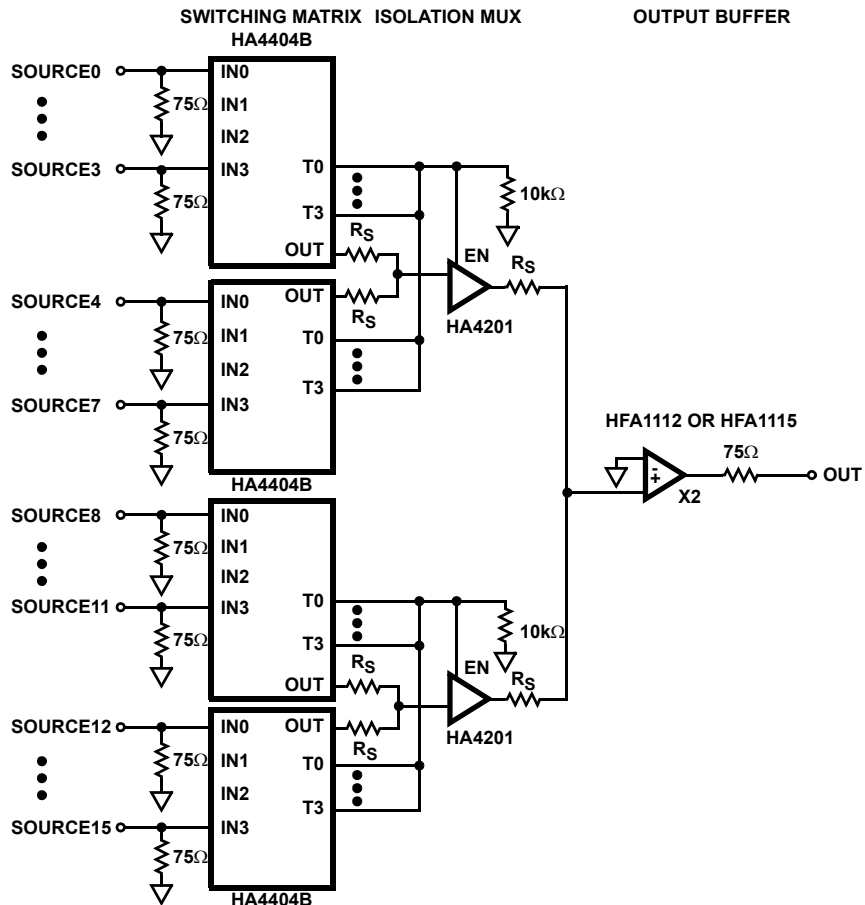 SWITCHING MATRIX ISOLATION MUX OUTPUT BUFFER
HA4404B
SOURCE0
75Ω
IN0
IN1
IN2
SOURCE3
75Ω
IN3
T0
T3
OUT
RS
EN
10kΩ
RS
SOURCE4
75Ω
IN0
IN1
IN2
OUT
RS
T0
HA4201
SOURCE7
75Ω
IN3
T3
HA4404B
HFA1112 OR HFA1115
-
+
X2
75Ω
OUT
SOURCE8
75Ω
IN0
IN1
IN2
SOURCE11
75Ω
IN3
T0
T3
OUT
RS
EN
10kΩ
RS
SOURCE12
75Ω
IN0
IN1
IN2
OUT
RS
T0
HA4201
SOURCE15
75Ω
IN3
T3
HA4404B